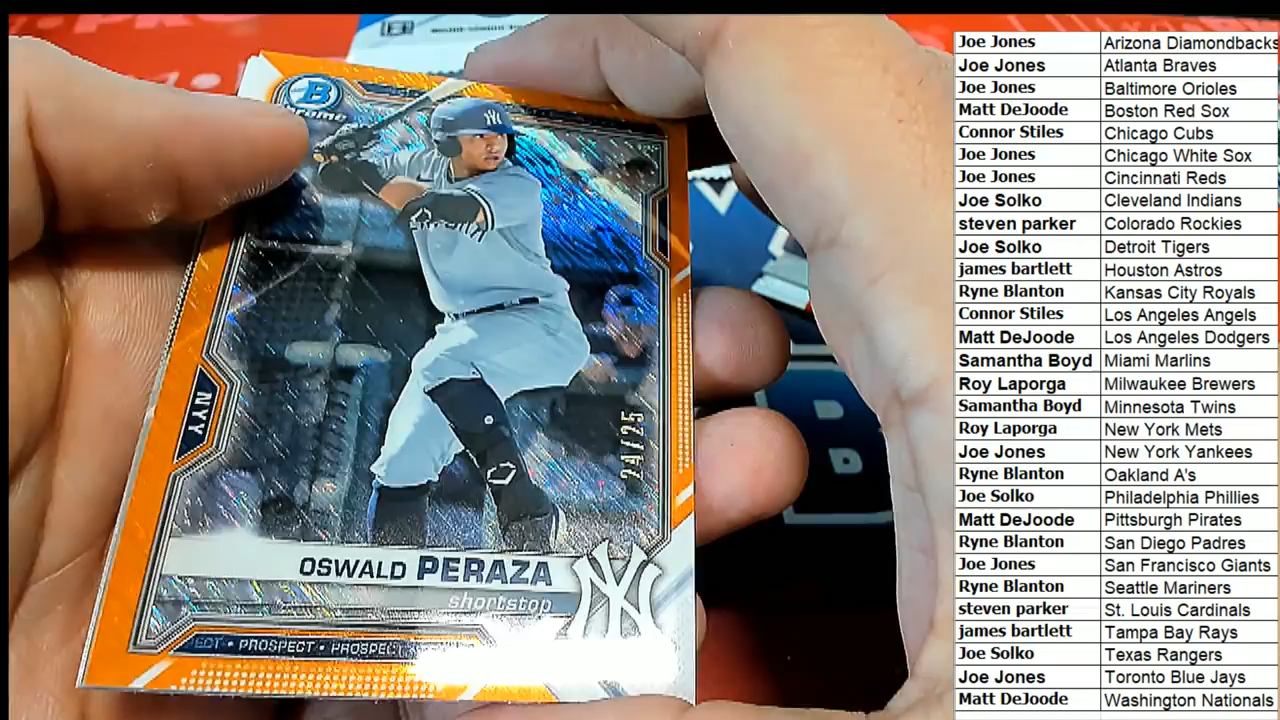 B
chrome
NY
NYY
24/25
OSWALD PERAZA
shortstop
NY
ECT • PROSPECT • PROSPEC
Joe Jones Arizona Diamondbacks
Joe Jones Atlanta Braves
Joe Jones Baltimore Orioles
Matt DeJoode Boston Red Sox
Connor Stiles Chicago Cubs
Joe Jones Chicago White Sox
Joe Jones Cincinnati Reds
Joe Solko Cleveland Indians
steven parker Colorado Rockies
Joe Solko Detroit Tigers
james bartlett Houston Astros
Ryne Blanton Kansas City Royals
Connor Stiles Los Angeles Angels
Matt DeJoode Los Angeles Dodgers
Samantha Boyd Miami Marlins
Roy Laporga Milwaukee Brewers
Samantha Boyd Minnesota Twins
Roy Laporga New York Mets
Joe Jones New York Yankees
Ryne Blanton Oakland A's
Joe Solko Philadelphia Phillies
Matt DeJoode Pittsburgh Pirates
Ryne Blanton San Diego Padres
Joe Jones San Francisco Giants
Ryne Blanton Seattle Mariners
steven parker St. Louis Cardinals
james bartlett Tampa Bay Rays
Joe Solko Texas Rangers
Joe Jones Toronto Blue Jays
Matt DeJoode Washington Nationals